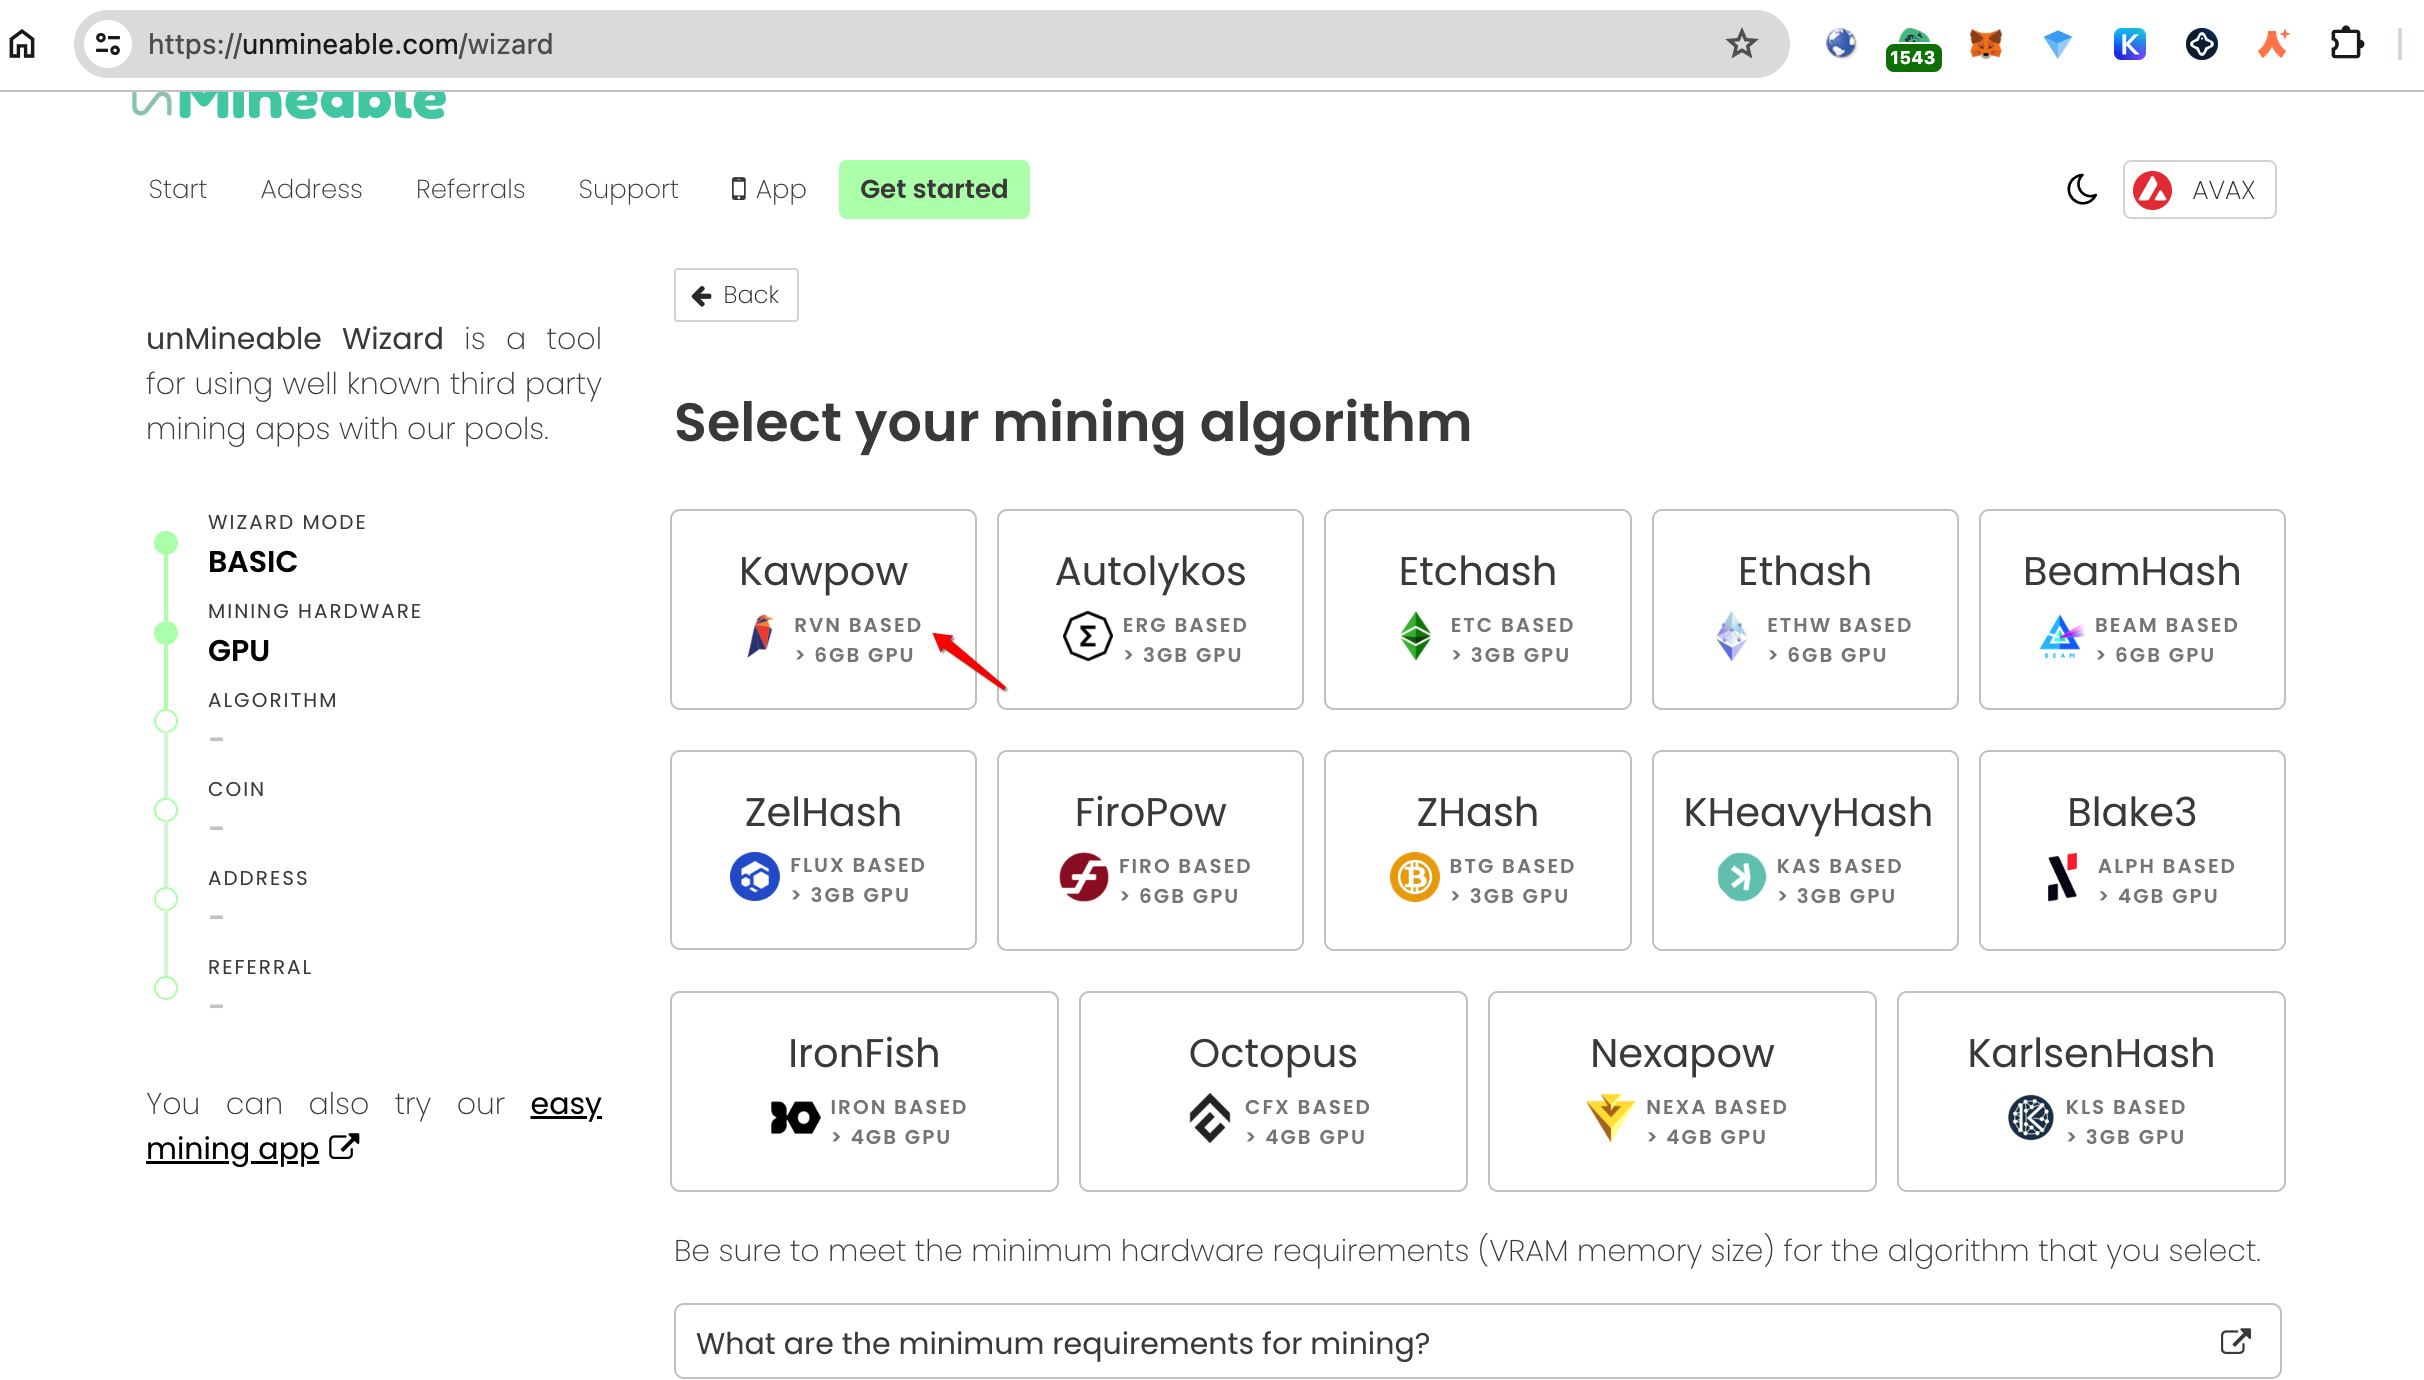 https://unmineable.com/wizard
1543
unMineable
Start Address Referrals Support App Get started
AVAX
Back
unMineable Wizard is a tool
for using well known third party
mining apps with our pools.
WIZARD MODE
BASIC
MINING HARDWARE
GPU
ALGORITHM
-
COIN
-
ADDRESS
-
REFERRAL
-
You can also try our easy
mining app
Select your mining algorithm
Kawpow
RVN BASED
> 6GB GPU
Autolykos
ERG BASED
> 3GB GPU
Etchash
ETC BASED
> 3GB GPU
Ethash
ETHW BASED
> 6GB GPU
BeamHash
BEAM
BEAM BASED
> 6GB GPU
ZelHash
FLUX BASED
> 3GB GPU
FiroPow
FIRO BASED
> 6GB GPU
ZHash
BTG BASED
> 3GB GPU
KHeavyHash
KAS BASED
> 3GB GPU
Blake3
ALPH BASED
> 4GB GPU
IronFish
IRON BASED
> 4GB GPU
Octopus
CFX BASED
> 4GB GPU
Nexapow
NEXA BASED
> 4GB GPU
KarlsenHash
KLS BASED
> 3GB GPU
Be sure to meet the minimum hardware requirements (VRAM memory size) for the algorithm that you select.
What are the minimum requirements for mining?